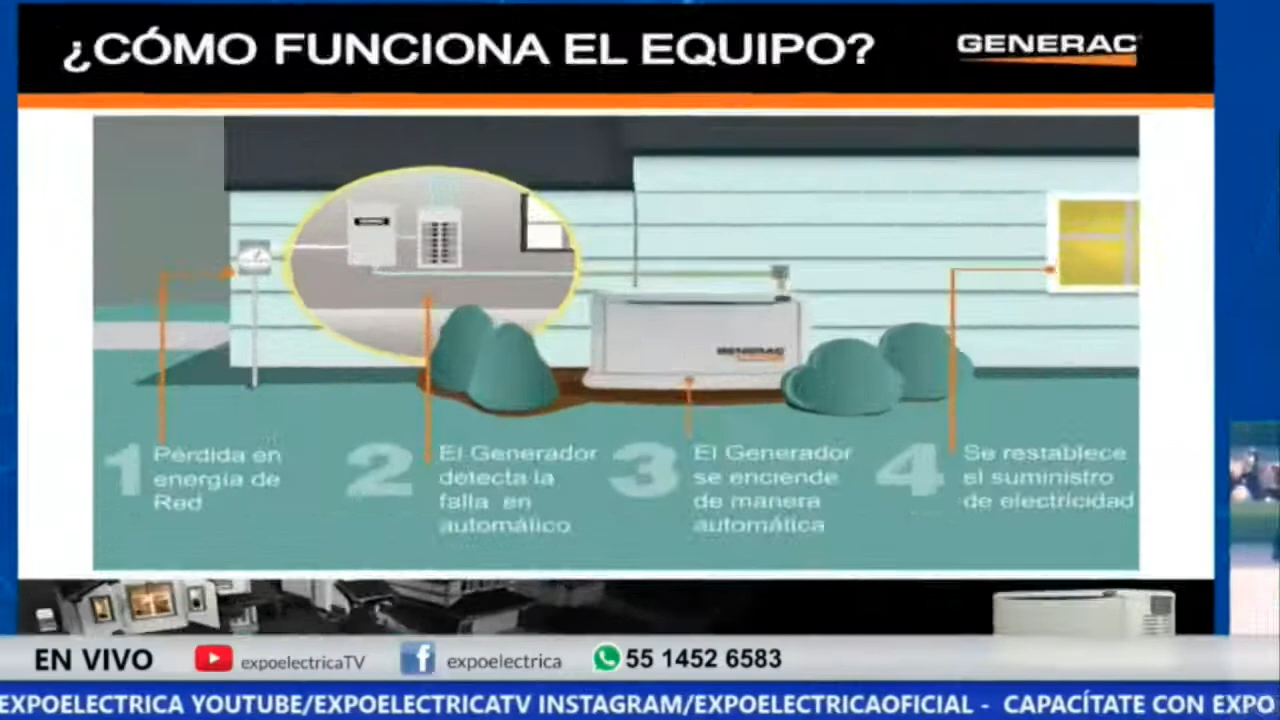 ¿CÓMO FUNCIONA EL EQUIPO?
GENERAC
GENERAC
1 Pérdida en
energía de
Red
2 El Generador
detecta la
falla en
automálico
3 El Generador
se enciende
de manera
automática
4 Se restablece
el suministro
de electricidad
EN VIVO expoelectricaTV expoelectrica 55 1452 6583
EXPOELECTRICA YOUTUBE/EXPOELECTRICATV INSTAGRAM/EXPOELECTRICAOFICIAL - CAPACÍTATE CON EXPO